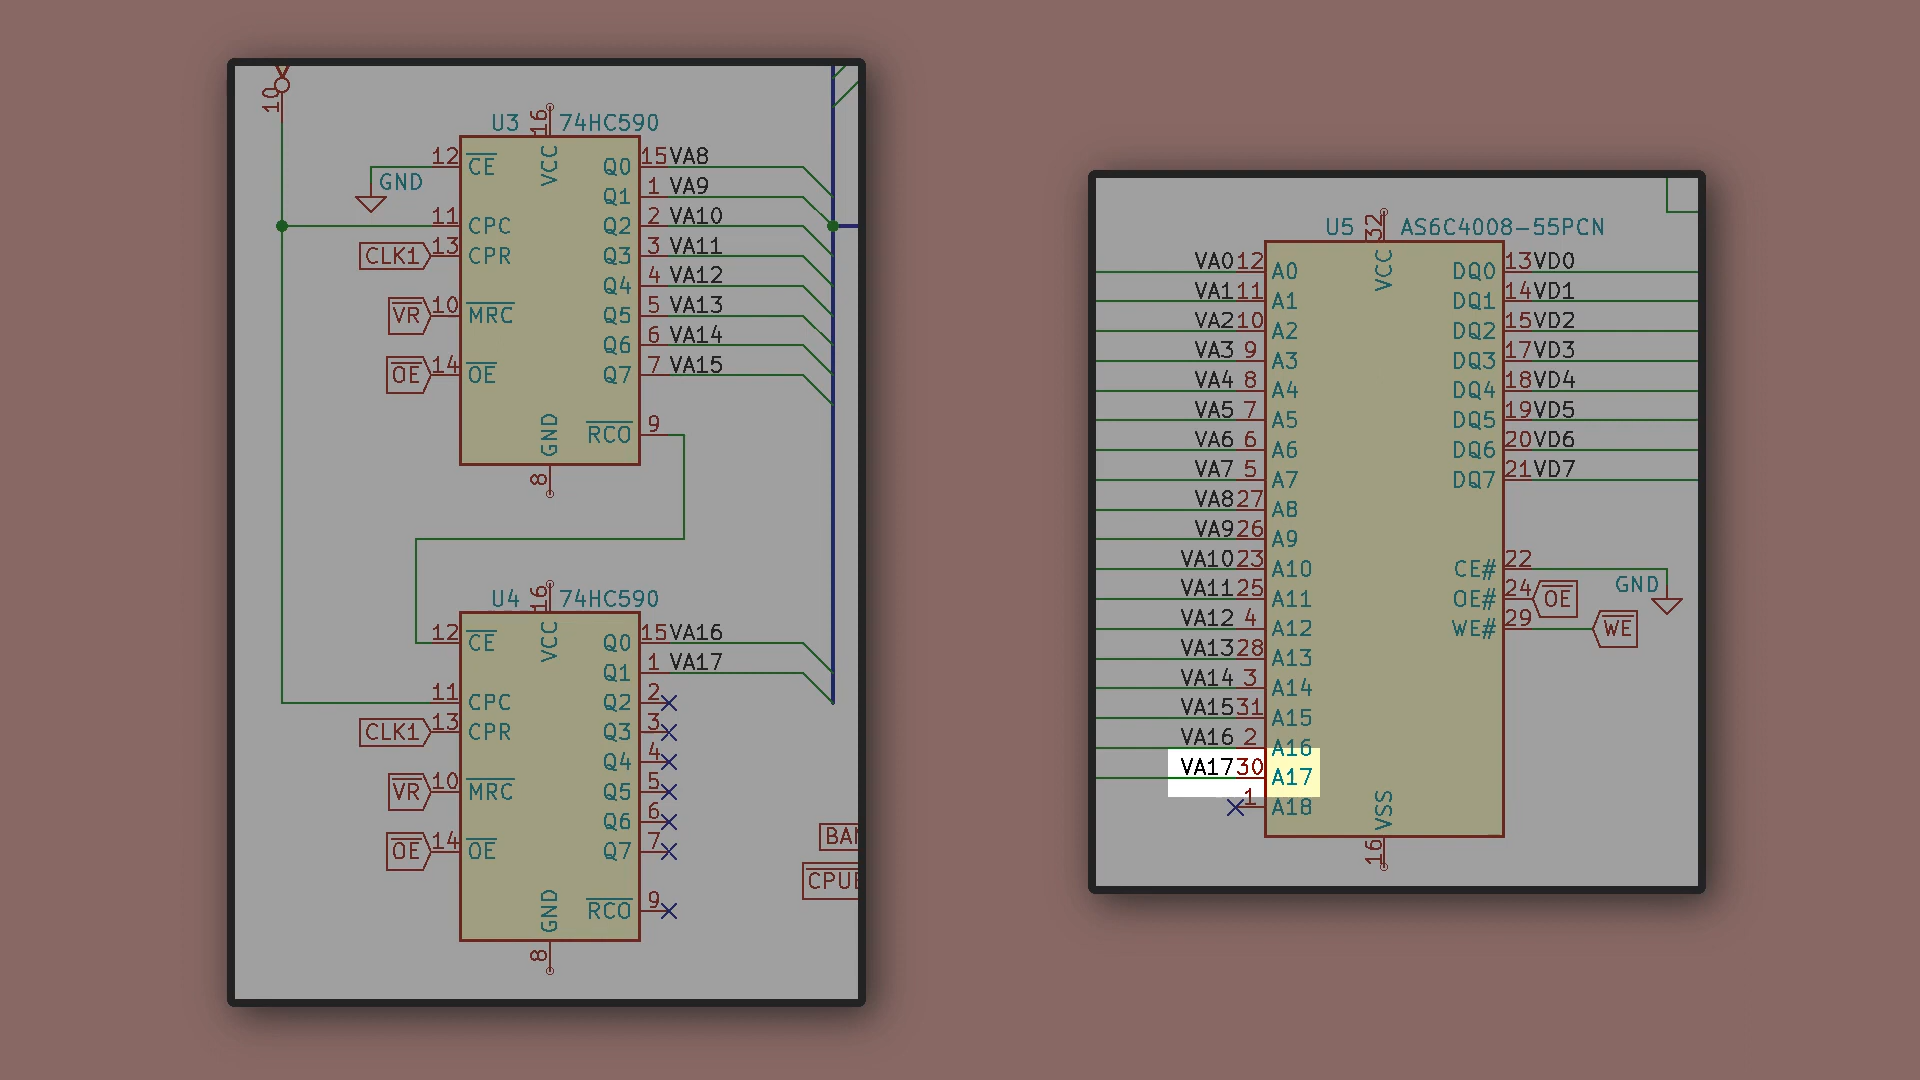 10
U3 16 74HC590
12 CE VCC Q0 15 VA8
GND Q1 1 VA9
11 CPC Q2 2 VA10
CLK1 13 CPR Q3 3 VA11
Q4 4 VA12
VR 10 MRC Q5 5 VA13
Q6 6 VA14
OE 14 OE Q7 7 VA15
GND RCO 9
8
U4 16 74HC590
12 CE VCC Q0 15 VA16
Q1 1 VA17
11 CPC Q2 2
CLK1 13 CPR Q3 3
Q4 4
VR 10 MRC Q5 5
Q6 6
OE 14 OE Q7 7
GND RCO 9
8
U5 32 AS6C4008-55PCN
VA0 12 A0 VCC DQ0 13 VD0
VA1 11 A1 DQ1 14 VD1
VA2 10 A2 DQ2 15 VD2
VA3 9 A3 DQ3 17 VD3
VA4 8 A4 DQ4 18 VD4
VA5 7 A5 DQ5 19 VD5
VA6 6 A6 DQ6 20 VD6
VA7 5 A7 DQ7 21 VD7
VA8 27 A8
VA9 26 A9
VA10 23 A10 CE# 22 GND
VA11 25 A11 OE# 24 OE
VA12 4 A12 WE# 29 WE
VA13 28 A13
VA14 3 A14
VA15 31 A15
VA16 2 A16
VA17 30 A17
1 A18 VSS
16